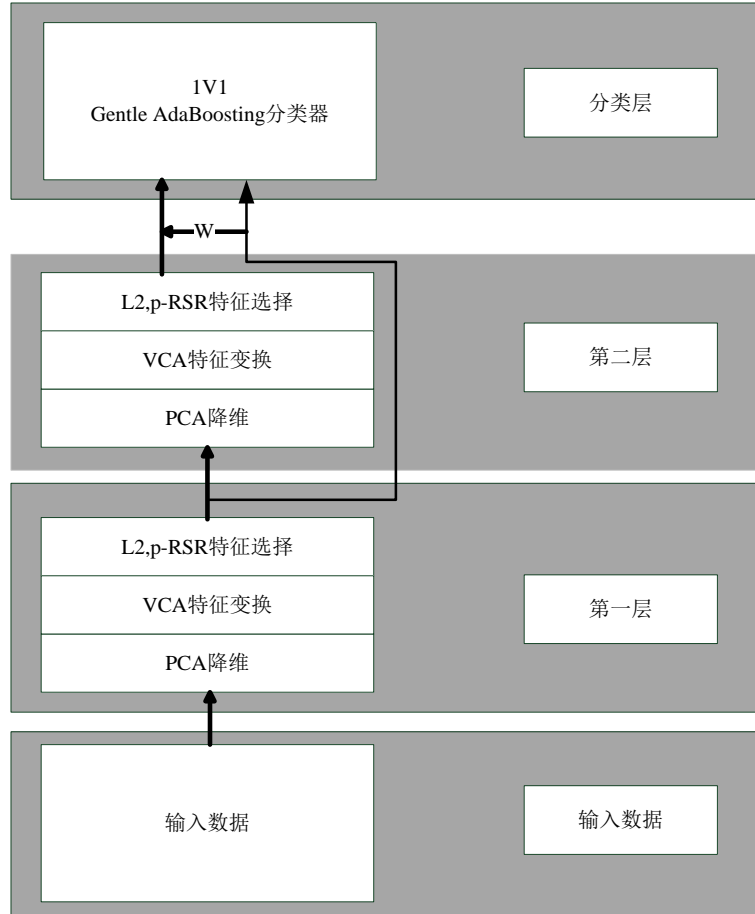 1V1
Gentle AdaBoosting分类器
分类层
W
L2,p-RSR特征选择
VCA特征变换
第二层
PCA降维
L2,p-RSR特征选择
VCA特征变换
第一层
PCA降维
输入数据
输入数据